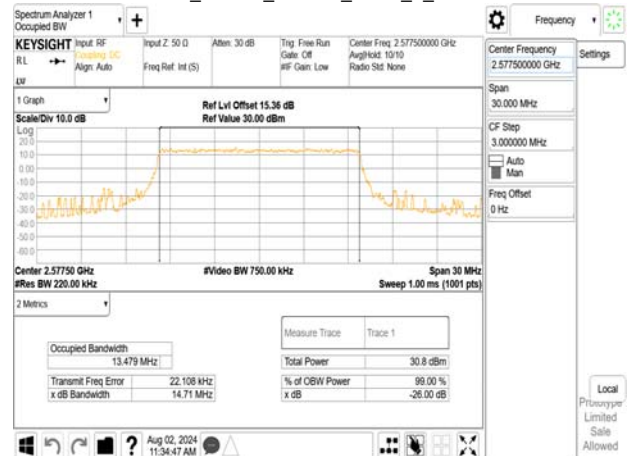 Spectrum Analyzer 1
Occupied BW
Frequency
KEYSIGHT
Input: RF
Coupling: DC
Align: Auto
Input Z: 50 Ω
Freq Ref: Int (S)
Atten: 30 dB
Trig: Free Run
Gate: Off
#IF Gain: Low
Center Freq: 2.577500000 GHz
Avg|Hold: 10/10
Radio Std: None
RL
Center Frequency
2.577500000 GHz
Settings
Span
30.000 MHz
CF Step
3.000000 MHz
Auto
Man
Freq Offset
0 Hz
1 Graph
Scale/Div 10.0 dB
Ref Lvl Offset 15.36 dB
Ref Value 30.00 dBm
Log
20.0
10.0
0.00
-10.0
-20.0
-30.0
-40.0
-50.0
-60.0
Center 2.57750 GHz
#Res BW 220.00 kHz
#Video BW 750.00 kHz
Span 30 MHz
Sweep 1.00 ms (1001 pts)
2 Metrics
Measure Trace Trace 1
Occupied Bandwidth
13.479 MHz
Total Power 30.8 dBm
Transmit Freq Error 22.108 kHz
% of OBW Power 99.00 %
x dB Bandwidth 14.71 MHz
x dB -26.00 dB
Local
Prototype
Limited
Sale
Allowed
Aug 02, 2024
11:34:47 AM